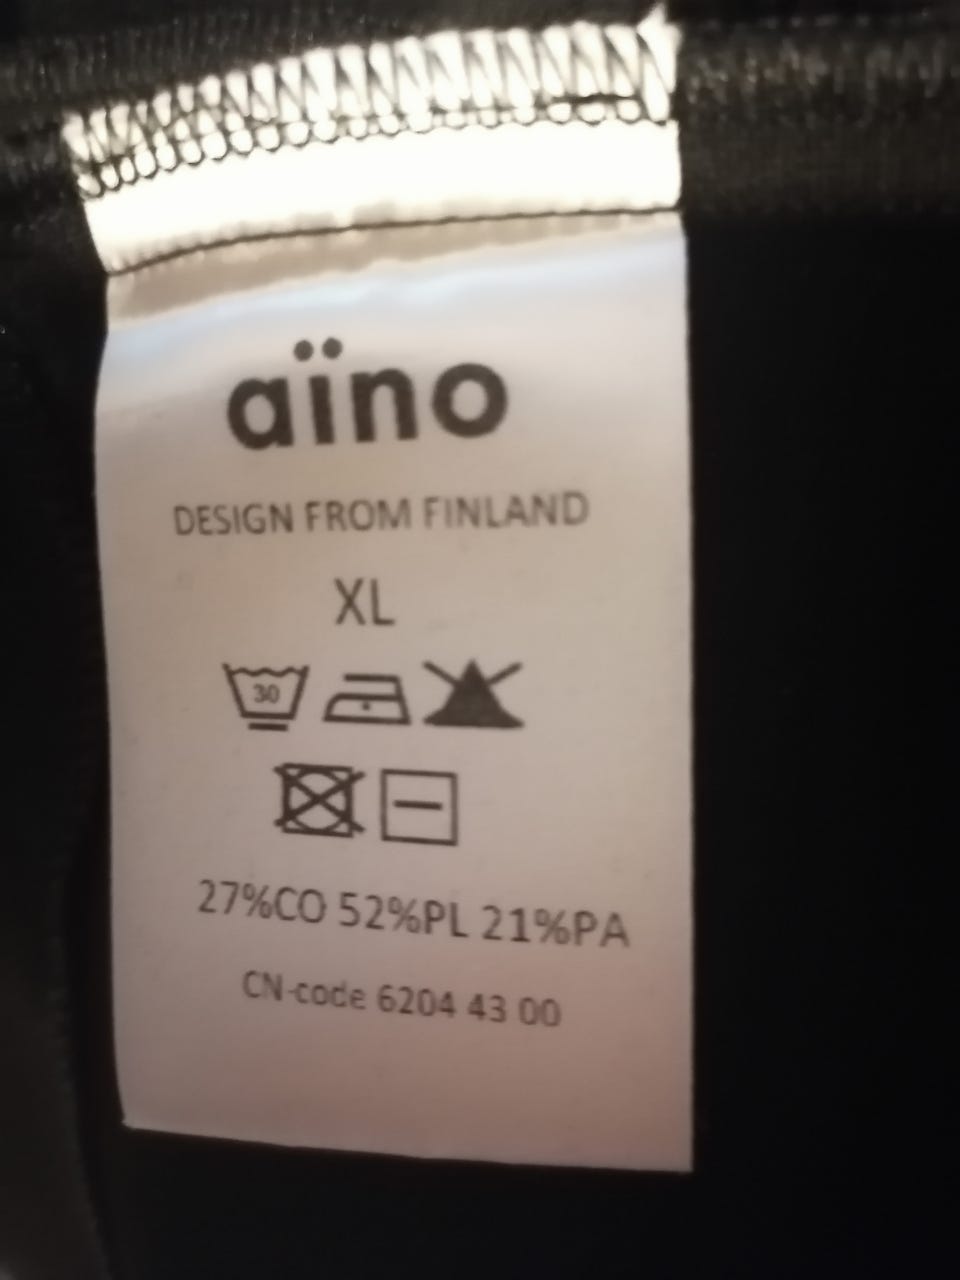 aïno
DESIGN FROM FINLAND
XL
30
27%CO 52%PL 21%PA
CN-code 6204 43 00